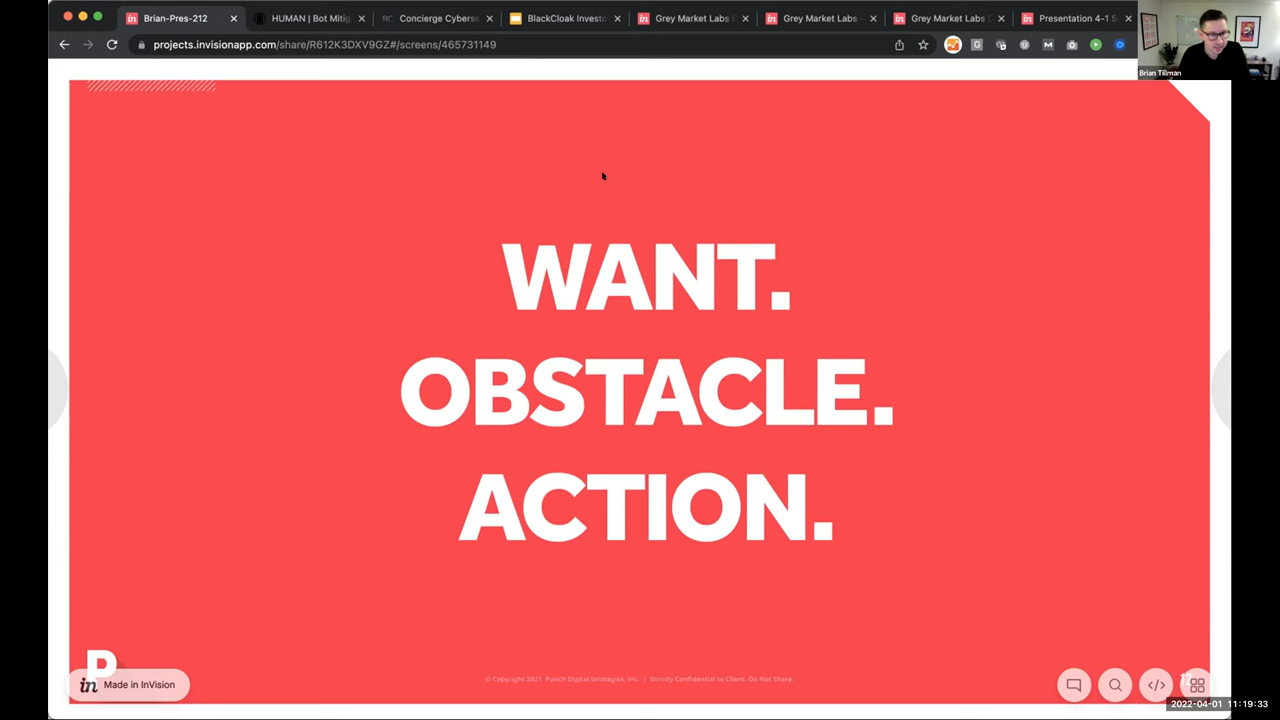 Brian-Pres-212
HUMAN | Bot Mitig
Concierge Cyberse
BlackCloak Investo
Grey Market Labs D
Grey Market Labs -
Grey Market Labs D
Presentation 4-1 S
projects.invisionapp.com/share/R612K3DXV9GZ#/screens/465731149
Brian Tillman
WANT.
OBSTACLE.
ACTION.
P
in Made in InVision
© Copyright 2021 Punch Digital Strategies, Inc. | Strictly Confidential to Client. Do Not Share.
2022-04-01 11:19:33